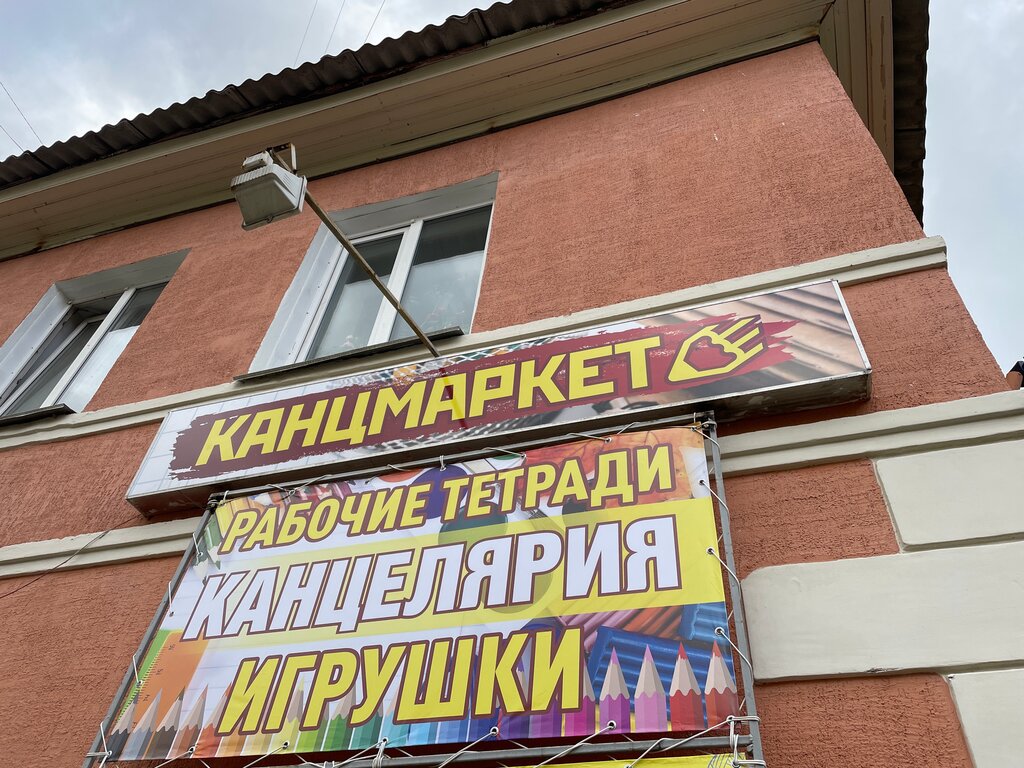 КАНЦМАРКЕТ
РАБОЧИЕ ТЕТРАДИ
КАНЦЕЛЯРИЯ
ИГРУШКИ